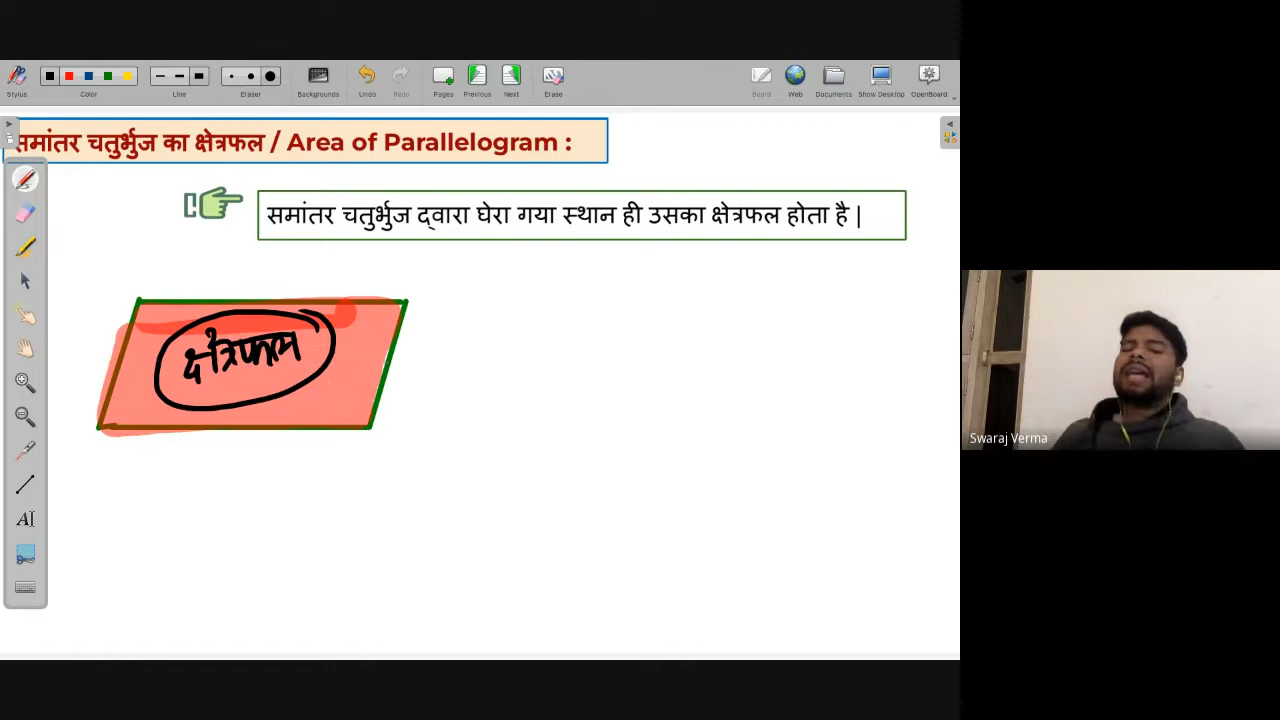 Stylus
Color
Line
Eraser
Backgrounds
Undo
Redo
Pages
Previous
Next
Erase
Board
Web
Documents
Show Desktop
OpenBoard
समांतर चतुर्भुज का क्षेत्रफल / Area of Parallelogram :
समांतर चतुर्भुज द्वारा घेरा गया स्थान ही उसका क्षेत्रफल होता है |
क्षेत्रफल
Swaraj Verma